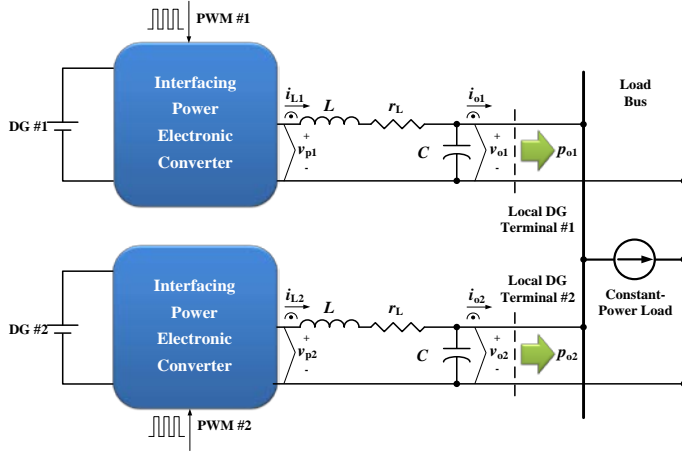 PWM #1
Interfacing
Power
Electronic
Converter
DG #1
iL1
L
rL
io1
+
vp1
-
C
+
vo1
-
po1
Load
Bus
Local DG
Terminal #1
Interfacing
Power
Electronic
Converter
DG #2
iL2
L
rL
io2
Local DG
Terminal #2
+
vp2
-
C
+
vo2
-
po2
Constant-
Power Load
PWM #2